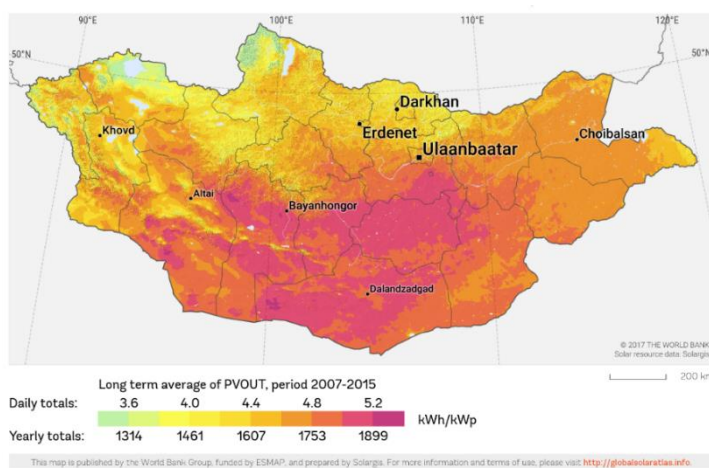 90°E
100°E
110°E
120°E
50°N
50°N
Darkhan
Khovd
Erdenet
Choibalsan
Ulaanbaatar
Altai
Bayanhongor
Dalandzadgad
© 2017 THE WORLD BANK
Solar resource data: Solargis
200 km
Long term average of PVOUT, period 2007-2015
Daily totals: 3.6 4.0 4.4 4.8 5.2
kWh/kWp
Yearly totals: 1314 1461 1607 1753 1899
This map is published by the World Bank Group, funded by ESMAP, and prepared by Solargis. For more information and terms of use, please visit http://globalsolaratlas.info.